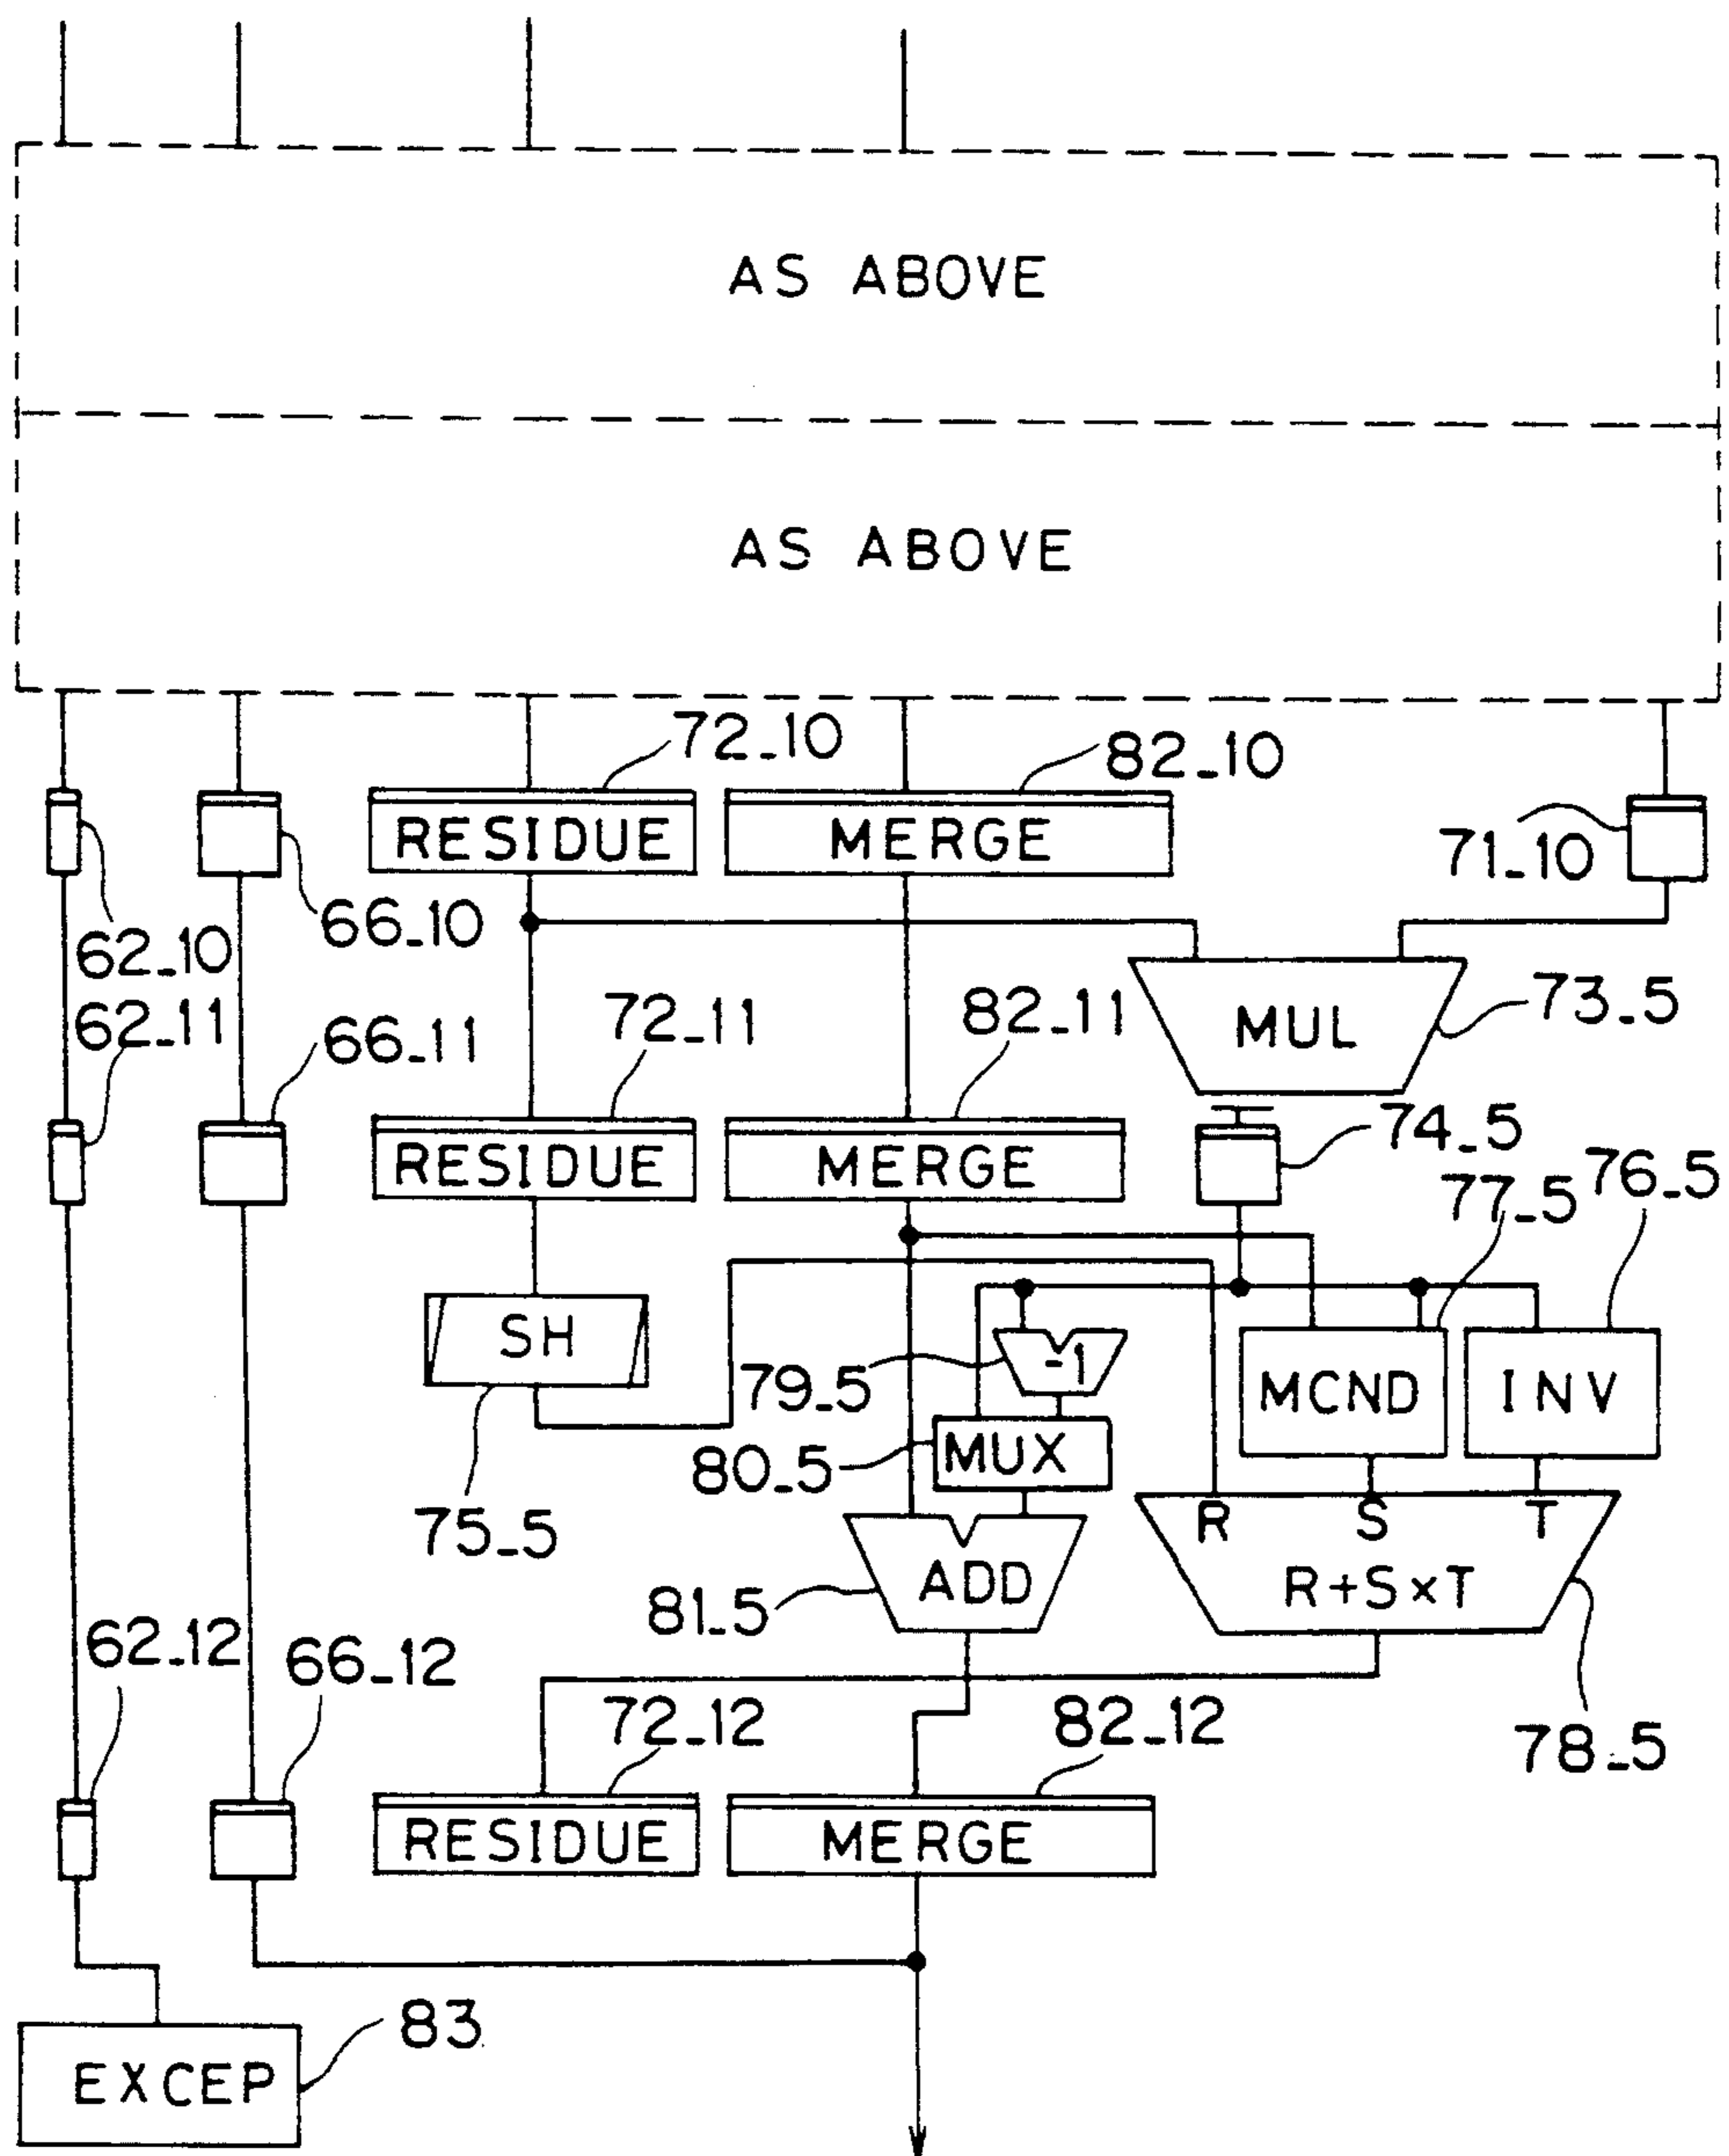 AS ABOVE
AS ABOVE
72_10
82_10
RESIDUE
MERGE
71_10
66_10
62_10
62_11
66_11
72_11
82_11
MUL
73_5
74_5
RESIDUE
MERGE
77_5
76_5
SH
-1
79_5
MCND
INV
MUX
80_5
75_5
R
S
T
ADD
R+S×T
81_5
62_12
66_12
72_12
82_12
78_5
RESIDUE
MERGE
83
EXCEP